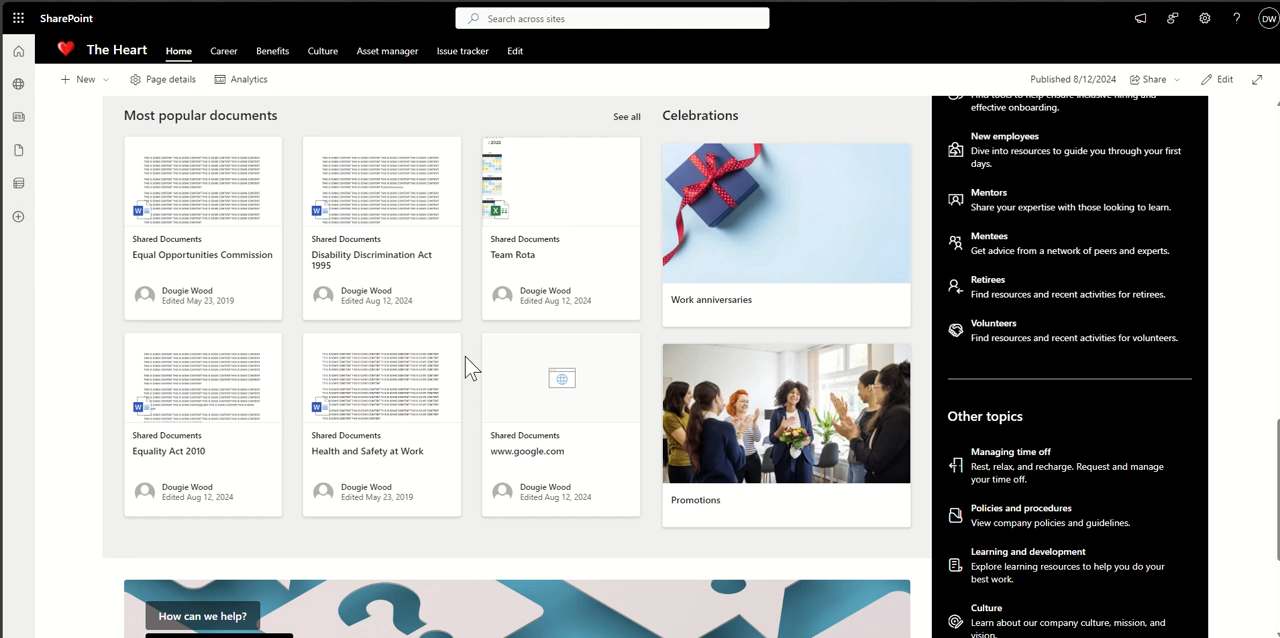 SharePoint
Search across sites
DW
The Heart
Home
Career
Benefits
Culture
Asset manager
Issue tracker
Edit
New
Page details
Analytics
Published 8/12/2024
Share
Edit
Most popular documents
See all
Shared Documents
Equal Opportunities Commission
Dougie Wood
Edited May 23, 2019
Shared Documents
Disability Discrimination Act
1995
Dougie Wood
Edited Aug 12, 2024
2022
Shared Documents
Team Rota
Dougie Wood
Edited Aug 12, 2024
Shared Documents
Equality Act 2010
Dougie Wood
Edited Aug 12, 2024
Shared Documents
Health and Safety at Work
Dougie Wood
Edited May 23, 2019
Shared Documents
www.google.com
Dougie Wood
Edited Aug 12, 2024
Celebrations
Work anniversaries
Promotions
Find tools to help ensure inclusive hiring and
effective onboarding.
New employees
Dive into resources to guide you through your first
days.
Mentors
Share your expertise with those looking to learn.
Mentees
Get advice from a network of peers and experts.
Retirees
Find resources and recent activities for retirees.
Volunteers
Find resources and recent activities for volunteers.
Other topics
Managing time off
Rest, relax, and recharge. Request and manage
your time off.
Policies and procedures
View company policies and guidelines.
Learning and development
Explore learning resources to help you do your
best work.
Culture
Learn about our company culture, mission, and
vision.
How can we help?